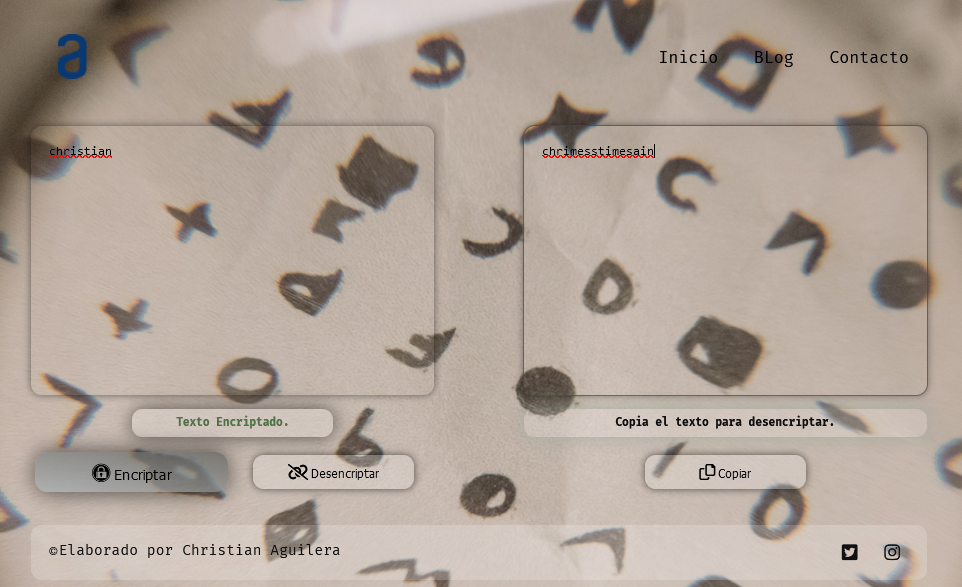 a
Inicio BLog Contacto
christian
chrimesstimesain
Texto Encriptado.
Copia el texto para desencriptar.
Encriptar
Desencriptar
Copiar
©Elaborado por Christian Aguilera